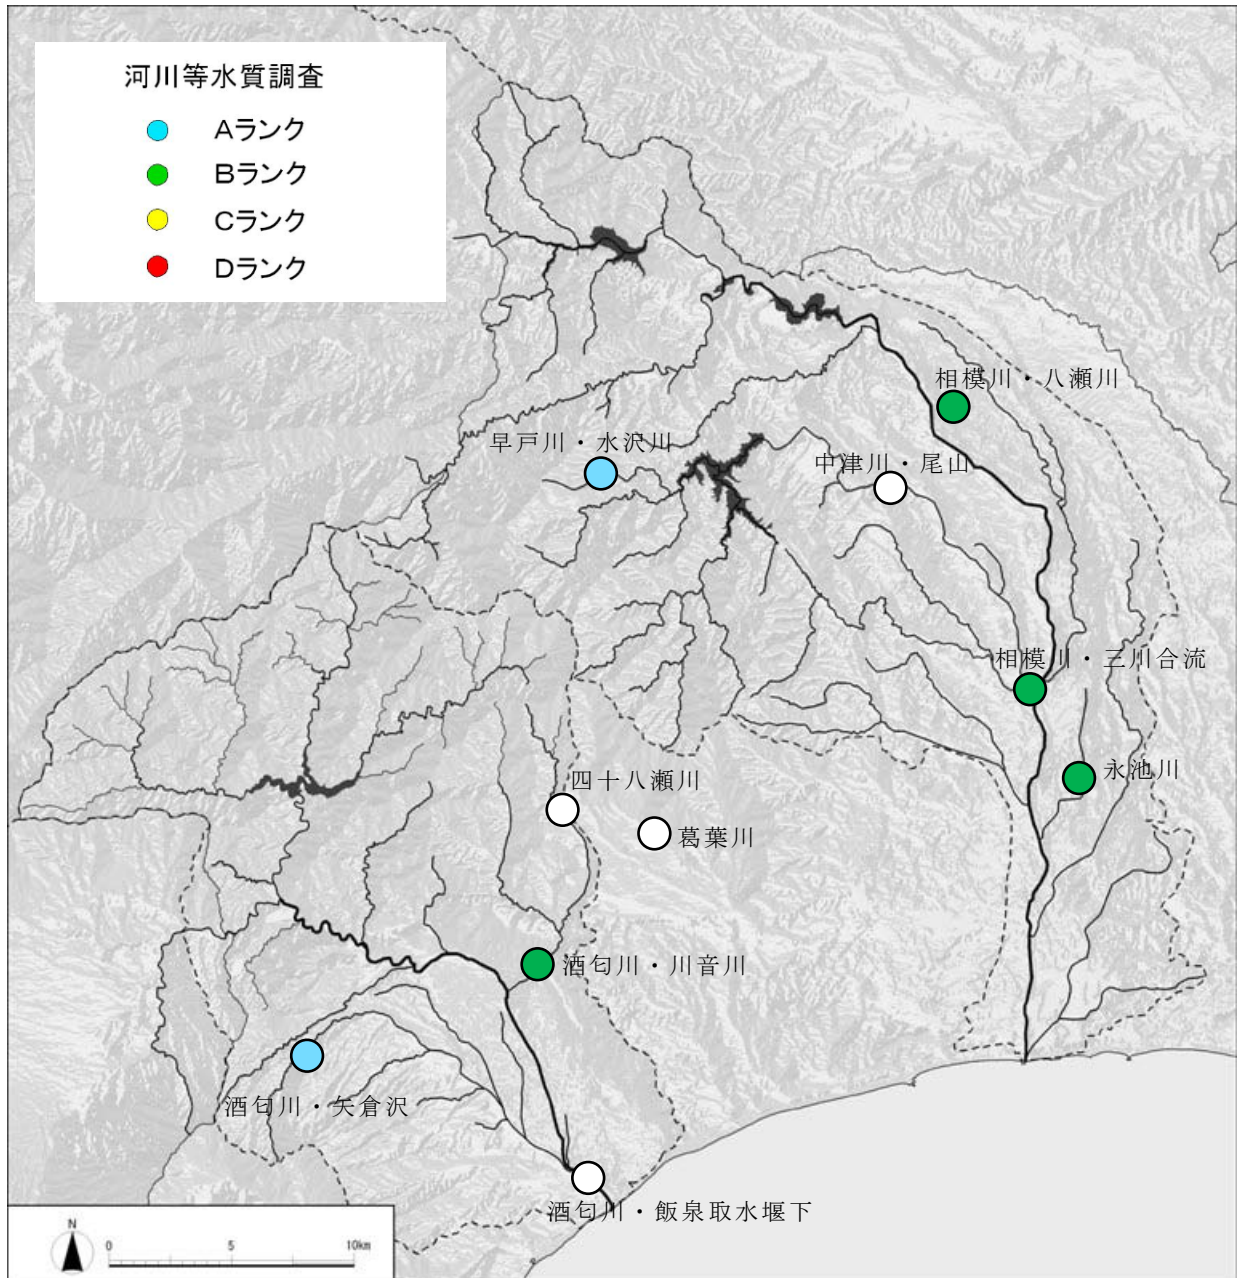 河川等水質調査
Aランク
Bランク
Cランク
Dランク
相模川・八瀬川
早戸川・水沢川
中津川・尾山
相模川・三川合流
永池川
四十八瀬川
葛葉川
酒匂川・川音川
酒匂川・矢倉沢
酒匂川・飯泉取水堰下
N
0 5 10km